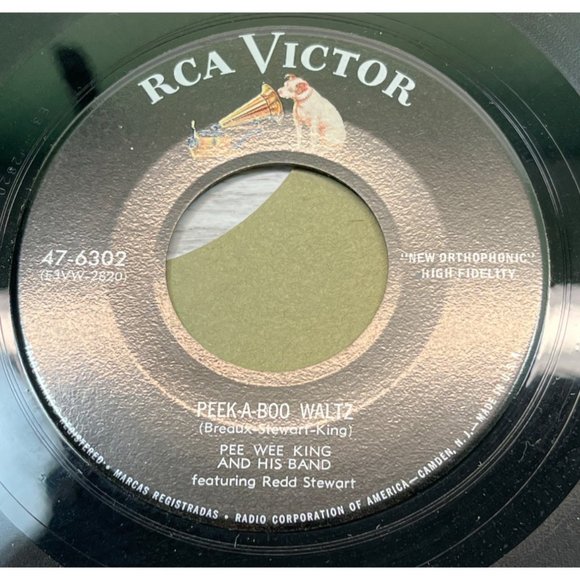 RCA VICTOR
47-6302
(E3VW-2820)
"NEW ORTHOPHONIC"
HIGH FIDELITY
PEEK-A-BOO WALTZ
(Breaux-Stewart-King)
PEE WEE KING
AND HIS BAND
featuring Redd Stewart
REGISTERED • MARCAS REGISTRADAS • RADIO CORPORATION OF AMERICA—CAMDEN, N. J.—MADE IN